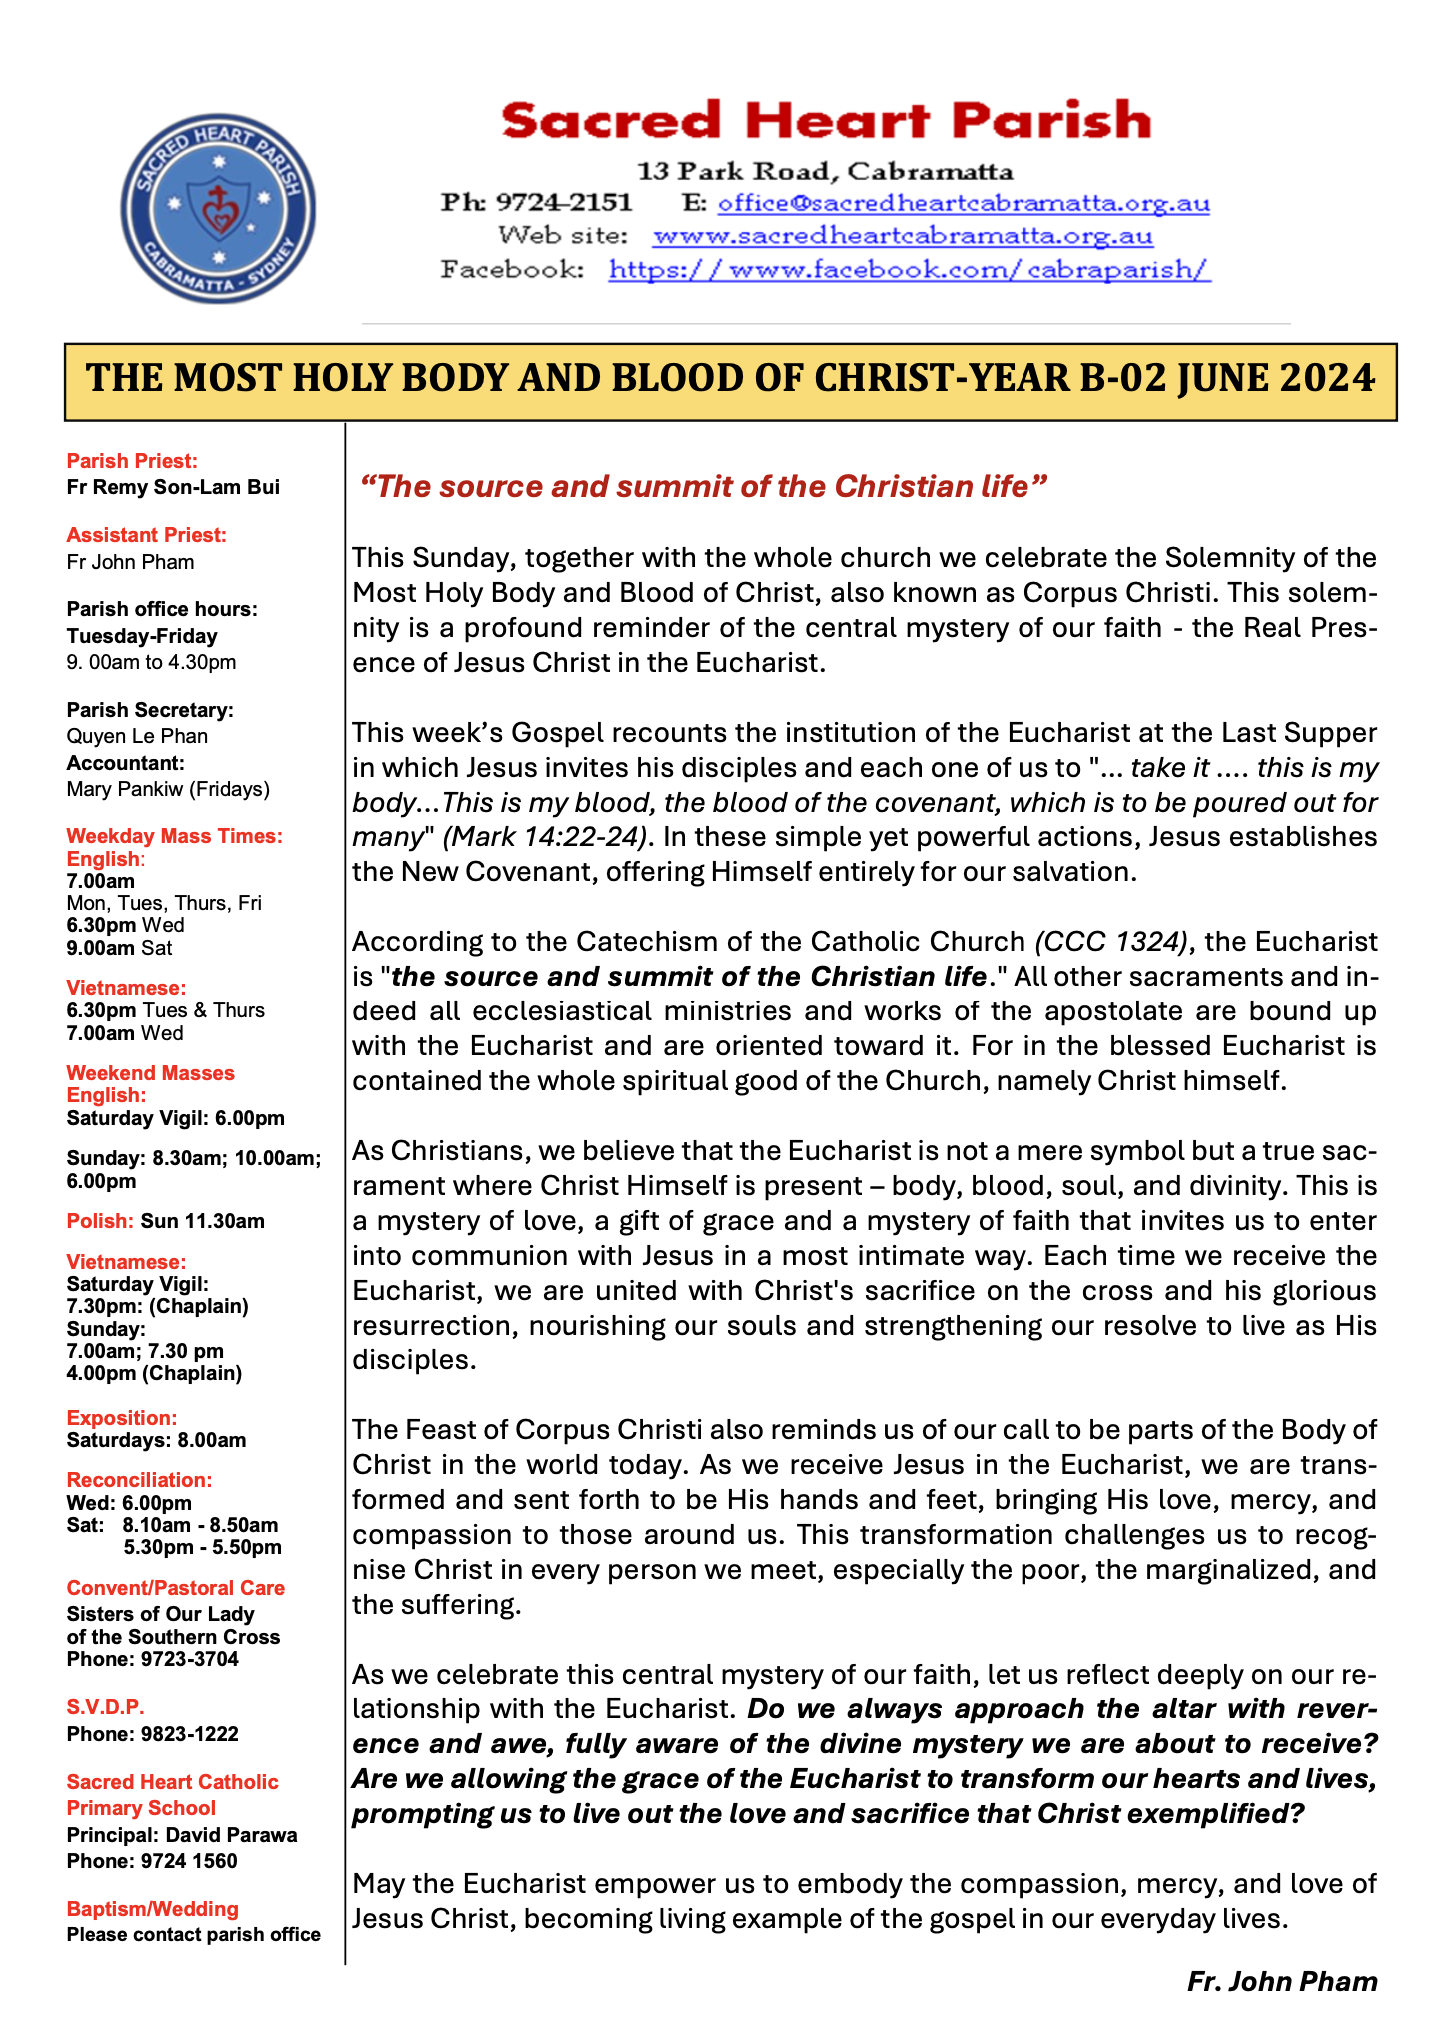 SACRED HEART PARISH
CABRAMATTA - SYDNEY
Sacred Heart Parish
13 Park Road, Cabramatta
Ph: 9724-2151 E: office@sacredheartcabramatta.org.au
Web site: www.sacredheartcabramatta.org.au
Facebook: https://www.facebook.com/cabraparish/
THE MOST HOLY BODY AND BLOOD OF CHRIST-YEAR B-02 JUNE 2024
Parish Priest:
Fr Remy Son-Lam Bui
Assistant Priest:
Fr John Pham
Parish office hours:
Tuesday-Friday
9. 00am to 4.30pm
Parish Secretary:
Quyen Le Phan
Accountant:
Mary Pankiw (Fridays)
Weekday Mass Times:
English:
7.00am
Mon, Tues, Thurs, Fri
6.30pm Wed
9.00am Sat
Vietnamese:
6.30pm Tues & Thurs
7.00am Wed
Weekend Masses
English:
Saturday Vigil: 6.00pm
Sunday: 8.30am; 10.00am;
6.00pm
Polish: Sun 11.30am
Vietnamese:
Saturday Vigil:
7.30pm: (Chaplain)
Sunday:
7.00am; 7.30 pm
4.00pm (Chaplain)
Exposition:
Saturdays: 8.00am
Reconciliation:
Wed: 6.00pm
Sat: 8.10am - 8.50am
5.30pm - 5.50pm
Convent/Pastoral Care
Sisters of Our Lady
of the Southern Cross
Phone: 9723-3704
S.V.D.P.
Phone: 9823-1222
Sacred Heart Catholic
Primary School
Principal: David Parawa
Phone: 9724 1560
Baptism/Wedding
Please contact parish office
“The source and summit of the Christian life”
This Sunday, together with the whole church we celebrate the Solemnity of the
Most Holy Body and Blood of Christ, also known as Corpus Christi. This solem-
nity is a profound reminder of the central mystery of our faith - the Real Pres-
ence of Jesus Christ in the Eucharist.
This week’s Gospel recounts the institution of the Eucharist at the Last Supper
in which Jesus invites his disciples and each one of us to "... take it .... this is my
body...This is my blood, the blood of the covenant, which is to be poured out for
many" (Mark 14:22-24). In these simple yet powerful actions, Jesus establishes
the New Covenant, offering Himself entirely for our salvation.
According to the Catechism of the Catholic Church (CCC 1324), the Eucharist
is "the source and summit of the Christian life." All other sacraments and in-
deed all ecclesiastical ministries and works of the apostolate are bound up
with the Eucharist and are oriented toward it. For in the blessed Eucharist is
contained the whole spiritual good of the Church, namely Christ himself.
As Christians, we believe that the Eucharist is not a mere symbol but a true sac-
rament where Christ Himself is present – body, blood, soul, and divinity. This is
a mystery of love, a gift of grace and a mystery of faith that invites us to enter
into communion with Jesus in a most intimate way. Each time we receive the
Eucharist, we are united with Christ's sacrifice on the cross and his glorious
resurrection, nourishing our souls and strengthening our resolve to live as His
disciples.
The Feast of Corpus Christi also reminds us of our call to be parts of the Body of
Christ in the world today. As we receive Jesus in the Eucharist, we are trans-
formed and sent forth to be His hands and feet, bringing His love, mercy, and
compassion to those around us. This transformation challenges us to recog-
nise Christ in every person we meet, especially the poor, the marginalized, and
the suffering.
As we celebrate this central mystery of our faith, let us reflect deeply on our re-
lationship with the Eucharist. Do we always approach the altar with rever-
ence and awe, fully aware of the divine mystery we are about to receive?
Are we allowing the grace of the Eucharist to transform our hearts and lives,
prompting us to live out the love and sacrifice that Christ exemplified?
May the Eucharist empower us to embody the compassion, mercy, and love of
Jesus Christ, becoming living example of the gospel in our everyday lives.
Fr. John Pham